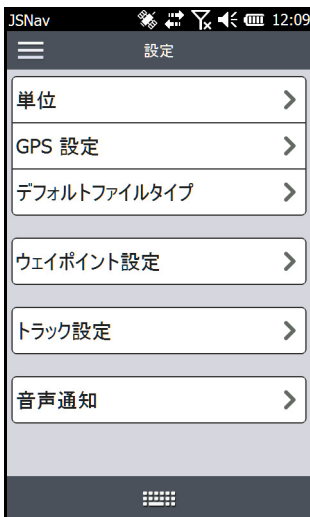 JSNav 12:09
設定
単位
GPS 設定
デフォルトファイルタイプ
ウェイポイント設定
トラック設定
音声通知